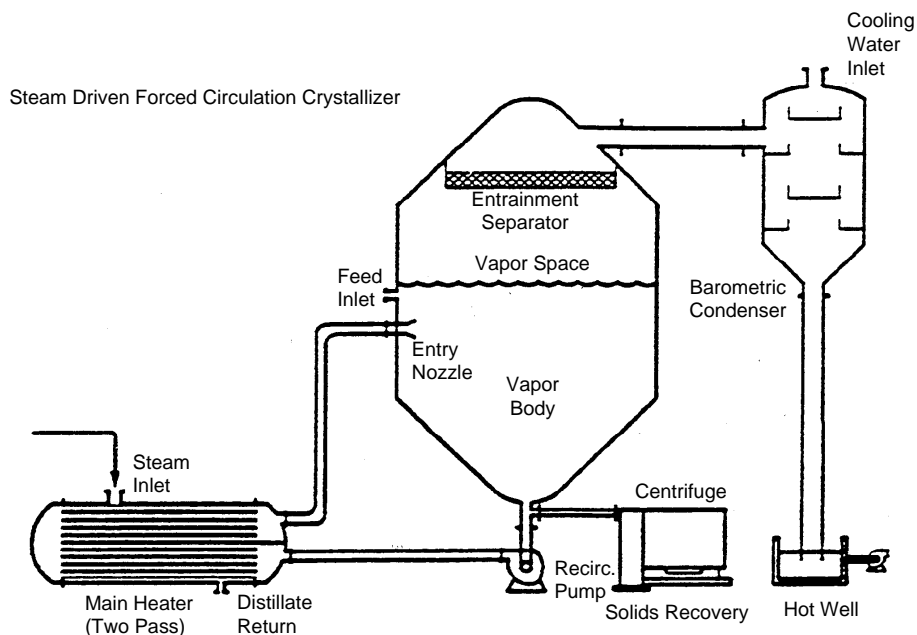 Cooling
Water
Inlet
Steam Driven Forced Circulation Crystallizer
Entrainment
Separator
Vapor Space
Feed
Inlet
Barometric
Condenser
Entry
Nozzle
Vapor
Body
Steam
Inlet
Centrifuge
Recirc.
Pump
Main Heater
(Two Pass)
Distillate
Return
Solids Recovery
Hot Well